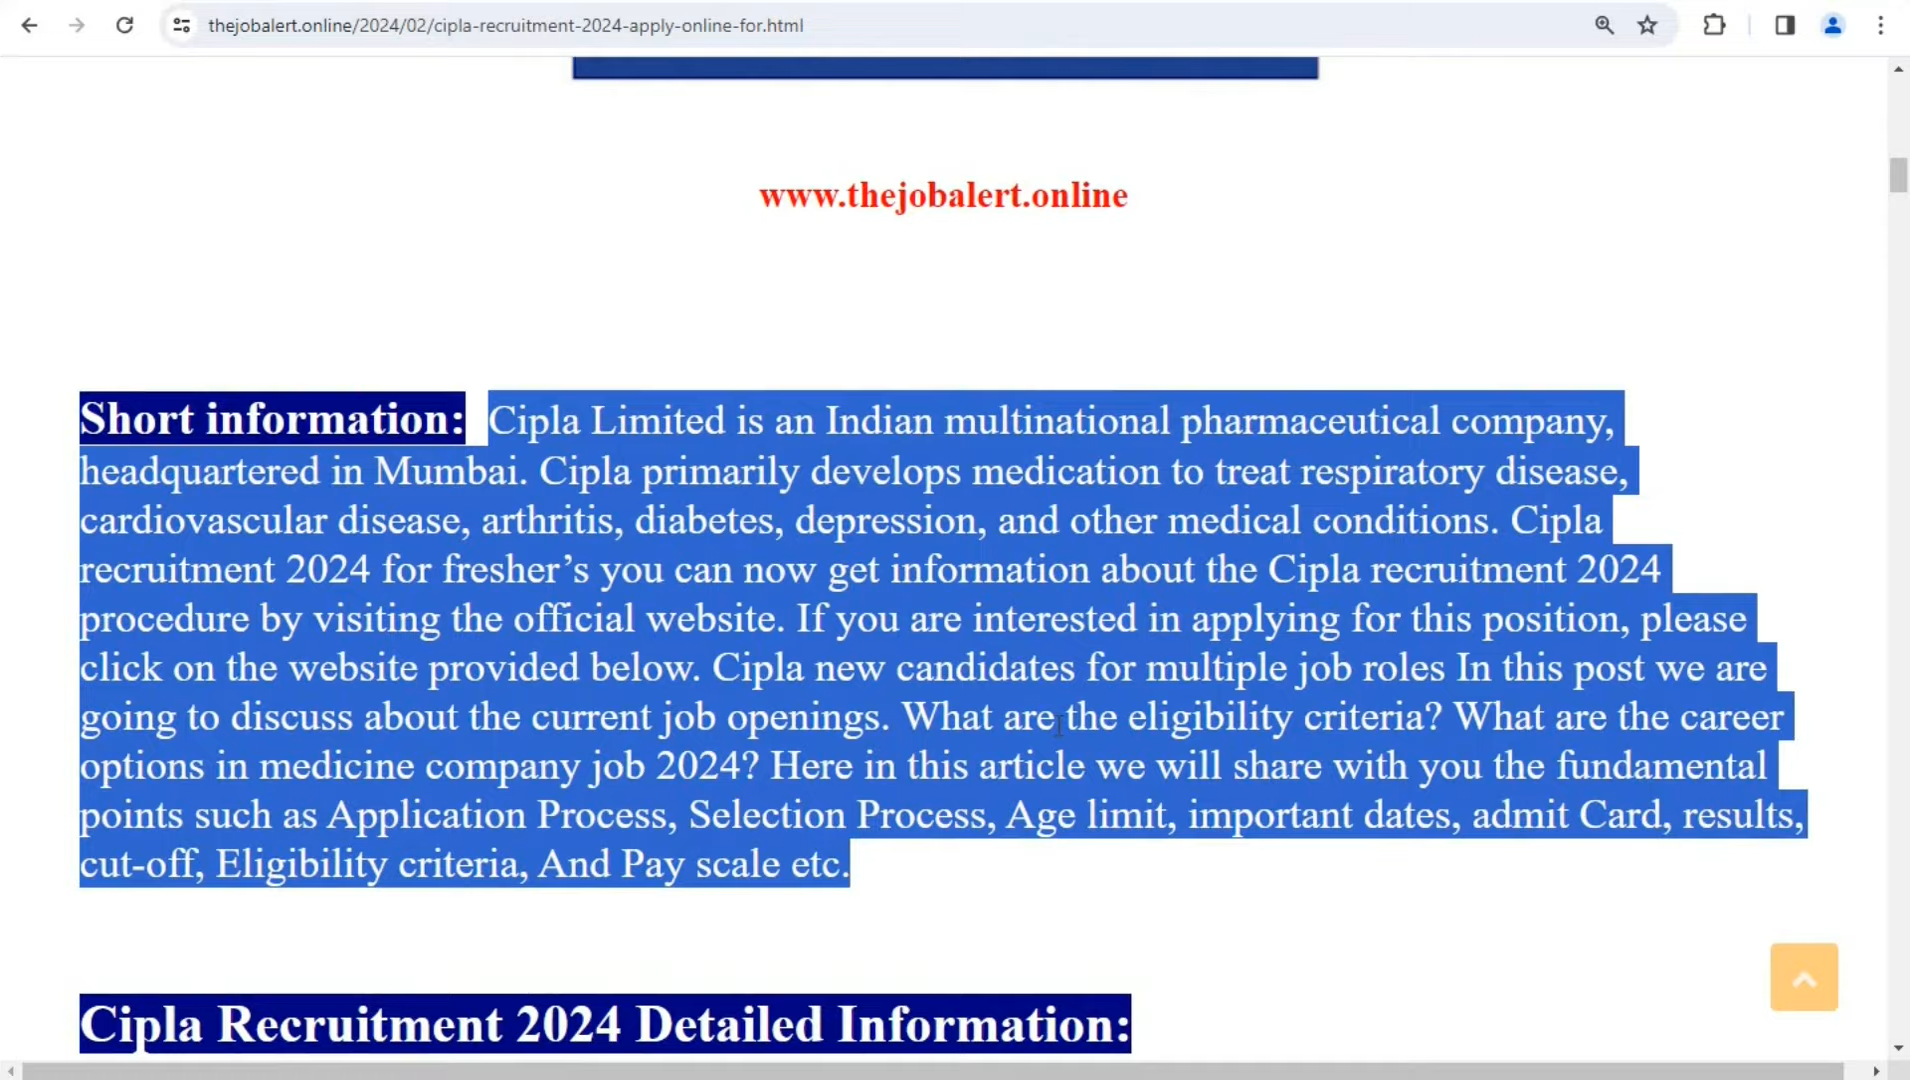 thejobalert.online/2024/02/cipla-recruitment-2024-apply-online-for.html
www.thejobalert.online
Short information: Cipla Limited is an Indian multinational pharmaceutical company,
headquartered in Mumbai. Cipla primarily develops medication to treat respiratory disease,
cardiovascular disease, arthritis, diabetes, depression, and other medical conditions. Cipla
recruitment 2024 for fresher’s you can now get information about the Cipla recruitment 2024
procedure by visiting the official website. If you are interested in applying for this position, please
click on the website provided below. Cipla new candidates for multiple job roles In this post we are
going to discuss about the current job openings. What are the eligibility criteria? What are the career
options in medicine company job 2024? Here in this article we will share with you the fundamental
points such as Application Process, Selection Process, Age limit, important dates, admit Card, results,
cut-off, Eligibility criteria, And Pay scale etc.
Cipla Recruitment 2024 Detailed Information: